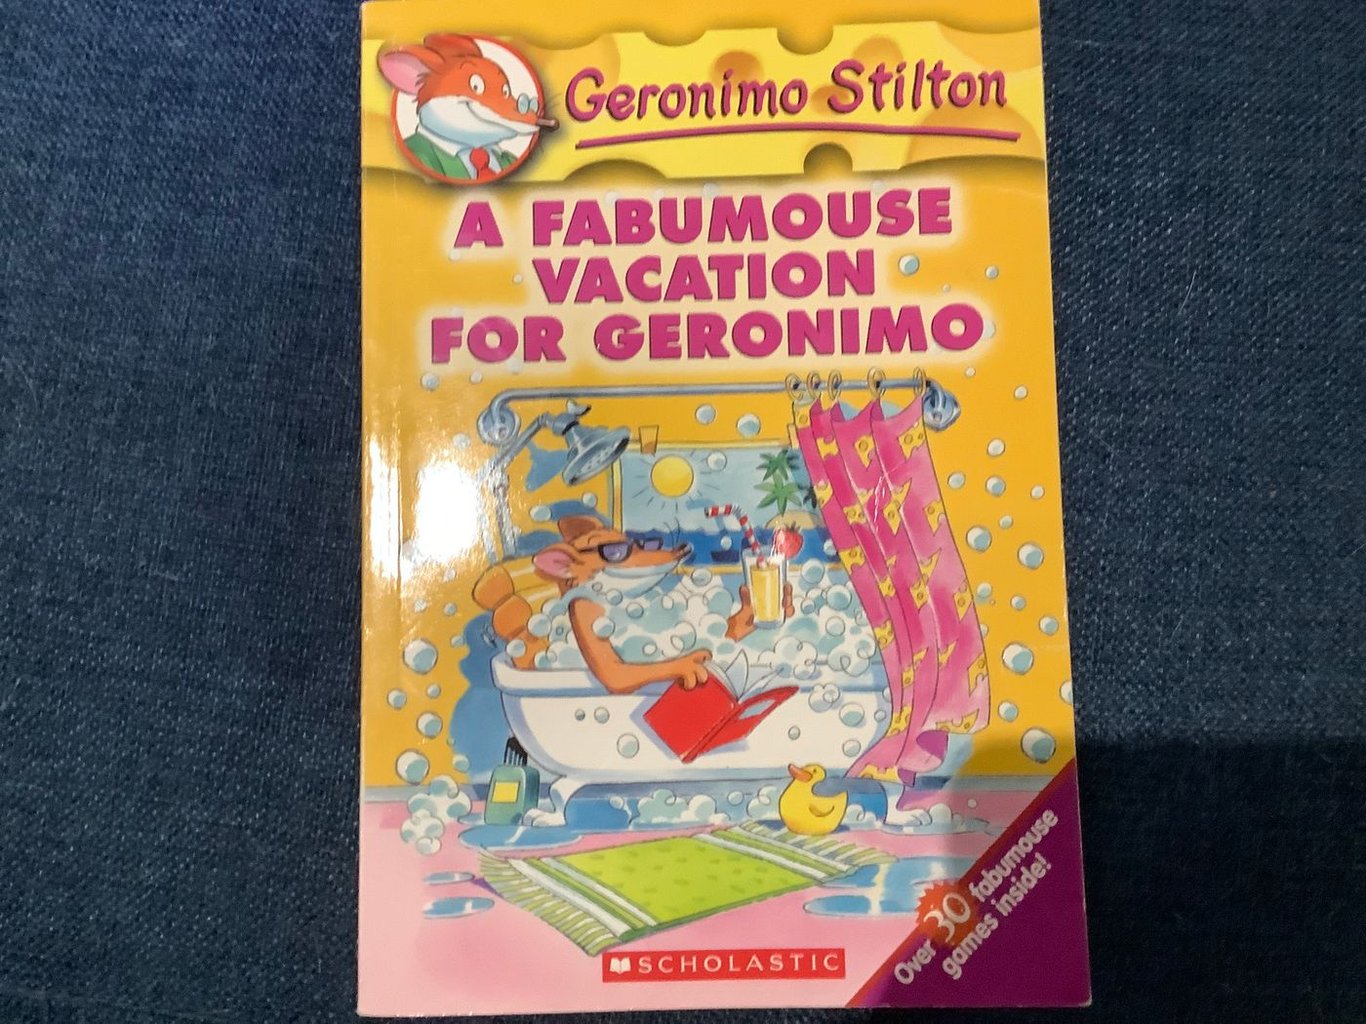 Geronimo Stilton
A FABUMOUSE
VACATION
FOR GERONIMO
Over 30 fabumouse
games inside!
SCHOLASTIC